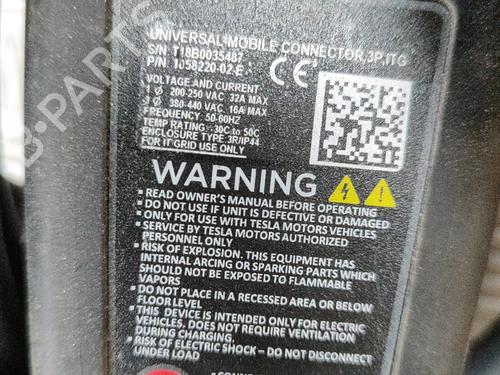 UNIVERSAL MOBILE CONNECTOR, 3P, ITG
S/N T18B0035487
P/N 1058220-02-E
VOLTAGE AND CURRENT
1 Ø 200-250 VAC 32A MAX
3 Ø 380-440 VAC 16A MAX
FREQUENCY 50-60HZ
TEMP RATING -30C to 50C
ENCLOSURE TYPE 3R/IP44
FOR IT GRID USE ONLY
CE
WARNING
▪ READ OWNER'S MANUAL BEFORE OPERATING
▪ DO NOT USE IF UNIT IS DEFECTIVE OR DAMAGED
▪ ONLY FOR USE WITH TESLA MOTORS VEHICLES
▪ SERVICE BY TESLA MOTORS AUTHORIZED
PERSONNEL ONLY
▪ RISK OF EXPLOSION. THIS EQUIPMENT HAS
INTERNAL ARCING OR SPARKING PARTS WHICH
SHOULD NOT BE EXPOSED TO FLAMMABLE
VAPORS
▪ DO NOT PLACE IN A RECESSED AREA OR BELOW
FLOOR LEVEL
▪ THIS DEVICE IS INTENDED ONLY FOR ELECTRIC
VEHICLES, DOES NOT REQUIRE VENTILATION
DURING CHARGING.
▪ RISK OF ELECTRIC SHOCK – DO NOT DISCONNECT
UNDER LOAD
B-PARTS